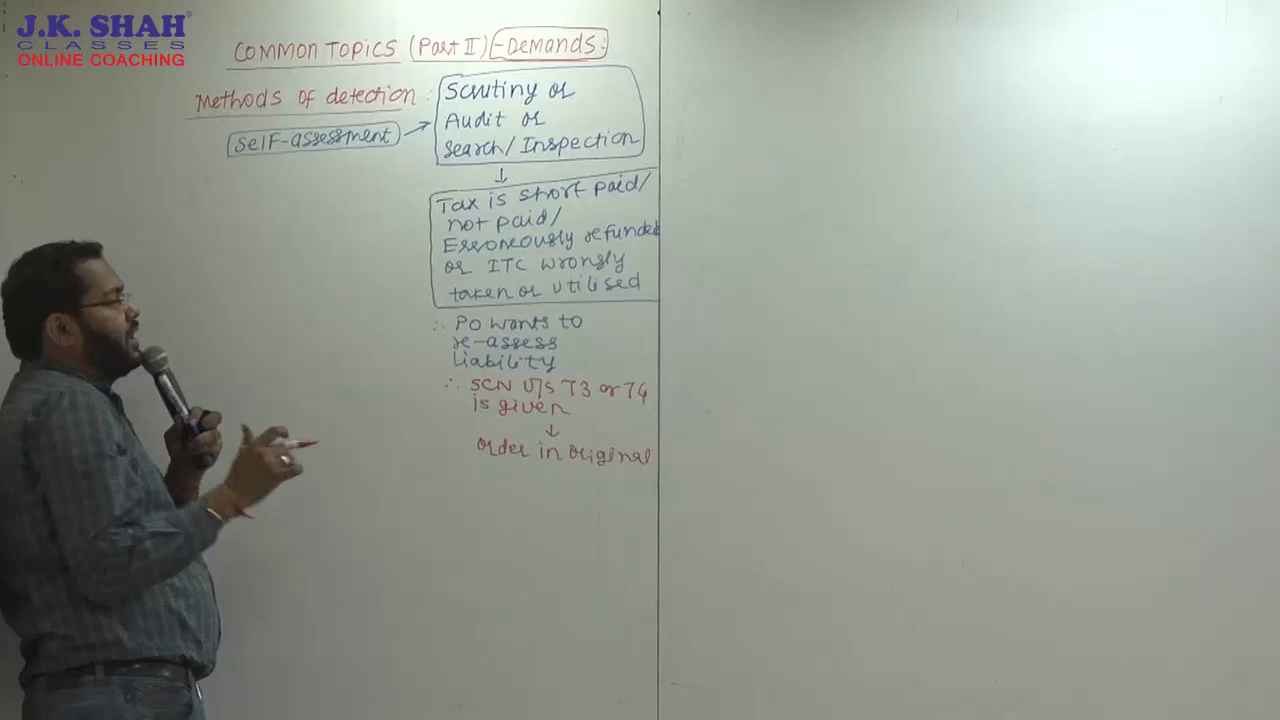 J.K. SHAH®
CLASSES
ONLINE COACHING
COMMON TOPICS (Part II) - Demands:
Methods of detection :
Scrutiny or
Audit or
Search/Inspection
Self-assessment
Tax is short paid/
not paid/
Erroneously refunded
or ITC wrongly
taken or utilised
∴ PO wants to
re-assess
liability
∴ SCN U/S 73 or 74
is given
order in original